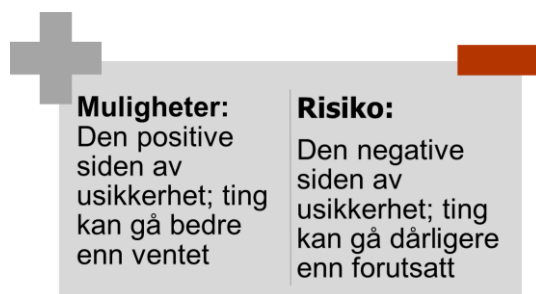 Muligheter:
Den positive
siden av
usikkerhet; ting
kan gå bedre
enn ventet
Risiko:
Den negative
siden av
usikkerhet; ting
kan gå dårligere
enn forutsatt